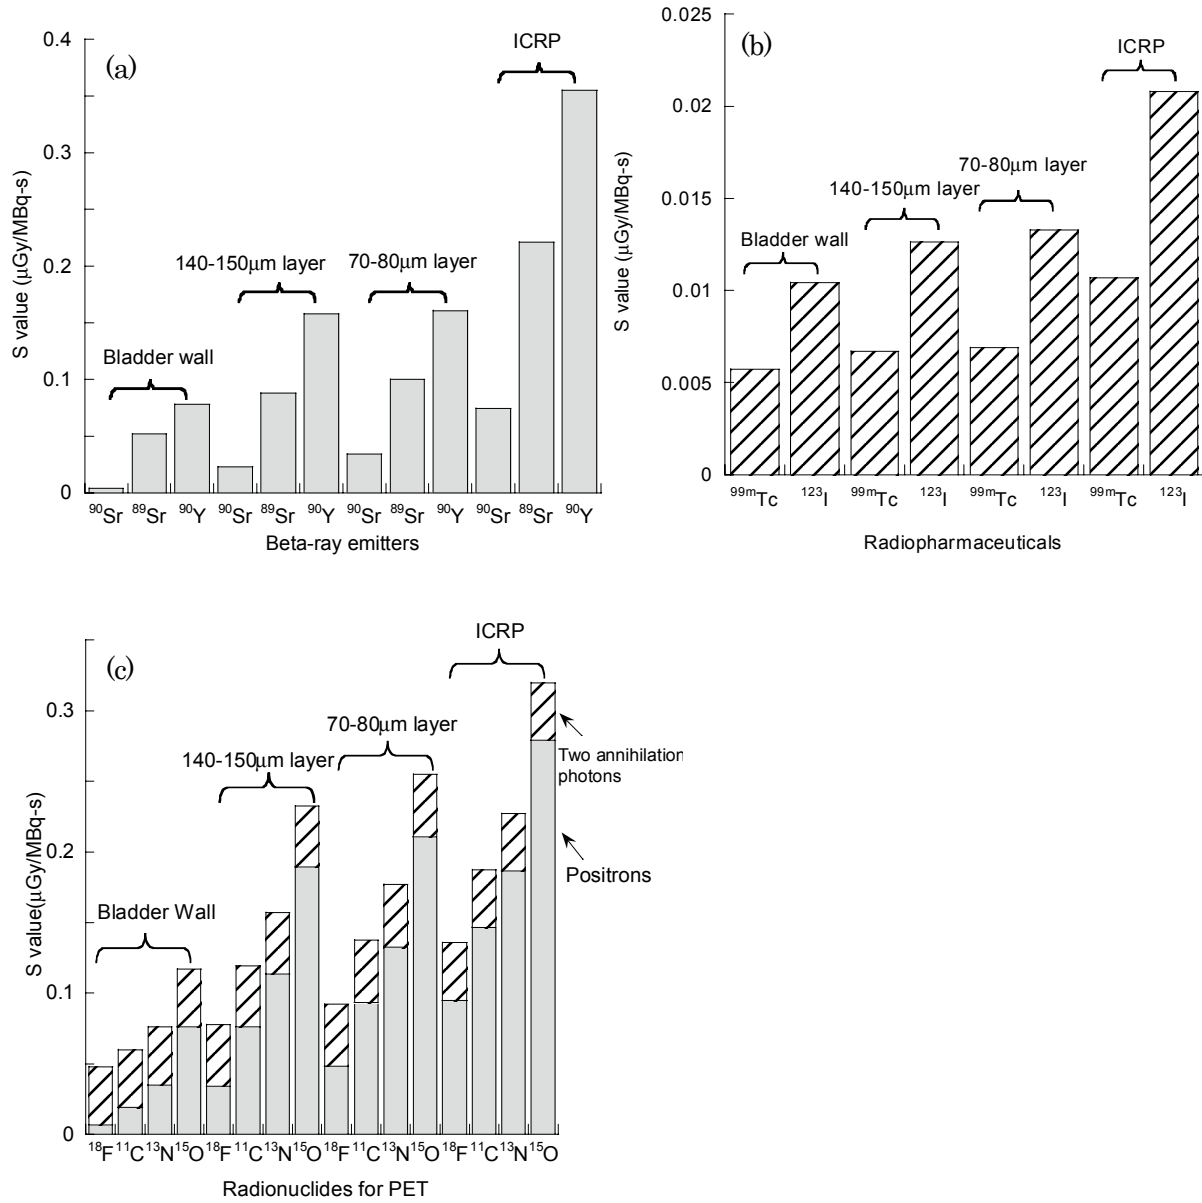 (a)
ICRP
140-150μm layer
70-80μm layer
Bladder wall
S value (μGy/MBq-s)
0.4
0.3
0.2
0.1
0
⁹⁰Sr ⁸⁹Sr ⁹⁰Y ⁹⁰Sr ⁸⁹Sr ⁹⁰Y ⁹⁰Sr ⁸⁹Sr ⁹⁰Y ⁹⁰Sr ⁸⁹Sr ⁹⁰Y
Beta-ray emitters
(b)
ICRP
70-80μm layer
140-150μm layer
Bladder wall
S value (μGy/MBq-s)
0.025
0.02
0.015
0.01
0.005
0
⁹⁹ᵐTc ¹²³I ⁹⁹ᵐTc ¹²³I ⁹⁹ᵐTc ¹²³I ⁹⁹ᵐTc ¹²³I
Radiopharmaceuticals
(c)
ICRP
70-80μm layer
140-150μm layer
Bladder Wall
Two annihilation
photons
Positrons
S value(μGy/MBq-s)
0.3
0.2
0.1
0
¹⁸F ¹¹C ¹³N ¹⁵O ¹⁸F ¹¹C ¹³N ¹⁵O ¹⁸F ¹¹C ¹³N ¹⁵O ¹⁸F ¹¹C ¹³N ¹⁵O
Radionuclides for PET